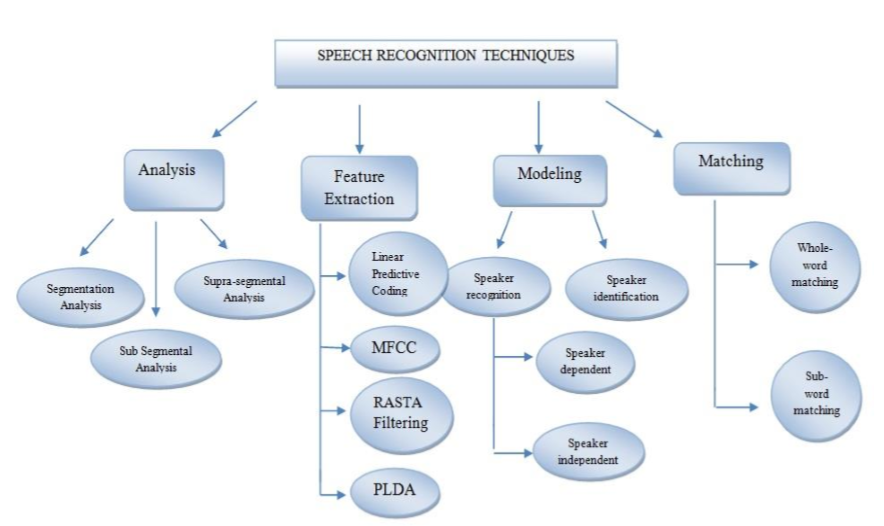 SPEECH RECOGNITION TECHNIQUES
Analysis
Feature
Extraction
Modeling
Matching
Segmentation
Analysis
Sub Segmental
Analysis
Supra-segmental
Analysis
Linear
Predictive
Coding
MFCC
RASTA
Filtering
PLDA
Speaker
recognition
Speaker
identification
Speaker
dependent
Speaker
independent
Whole-
word
matching
Sub-
word
matching